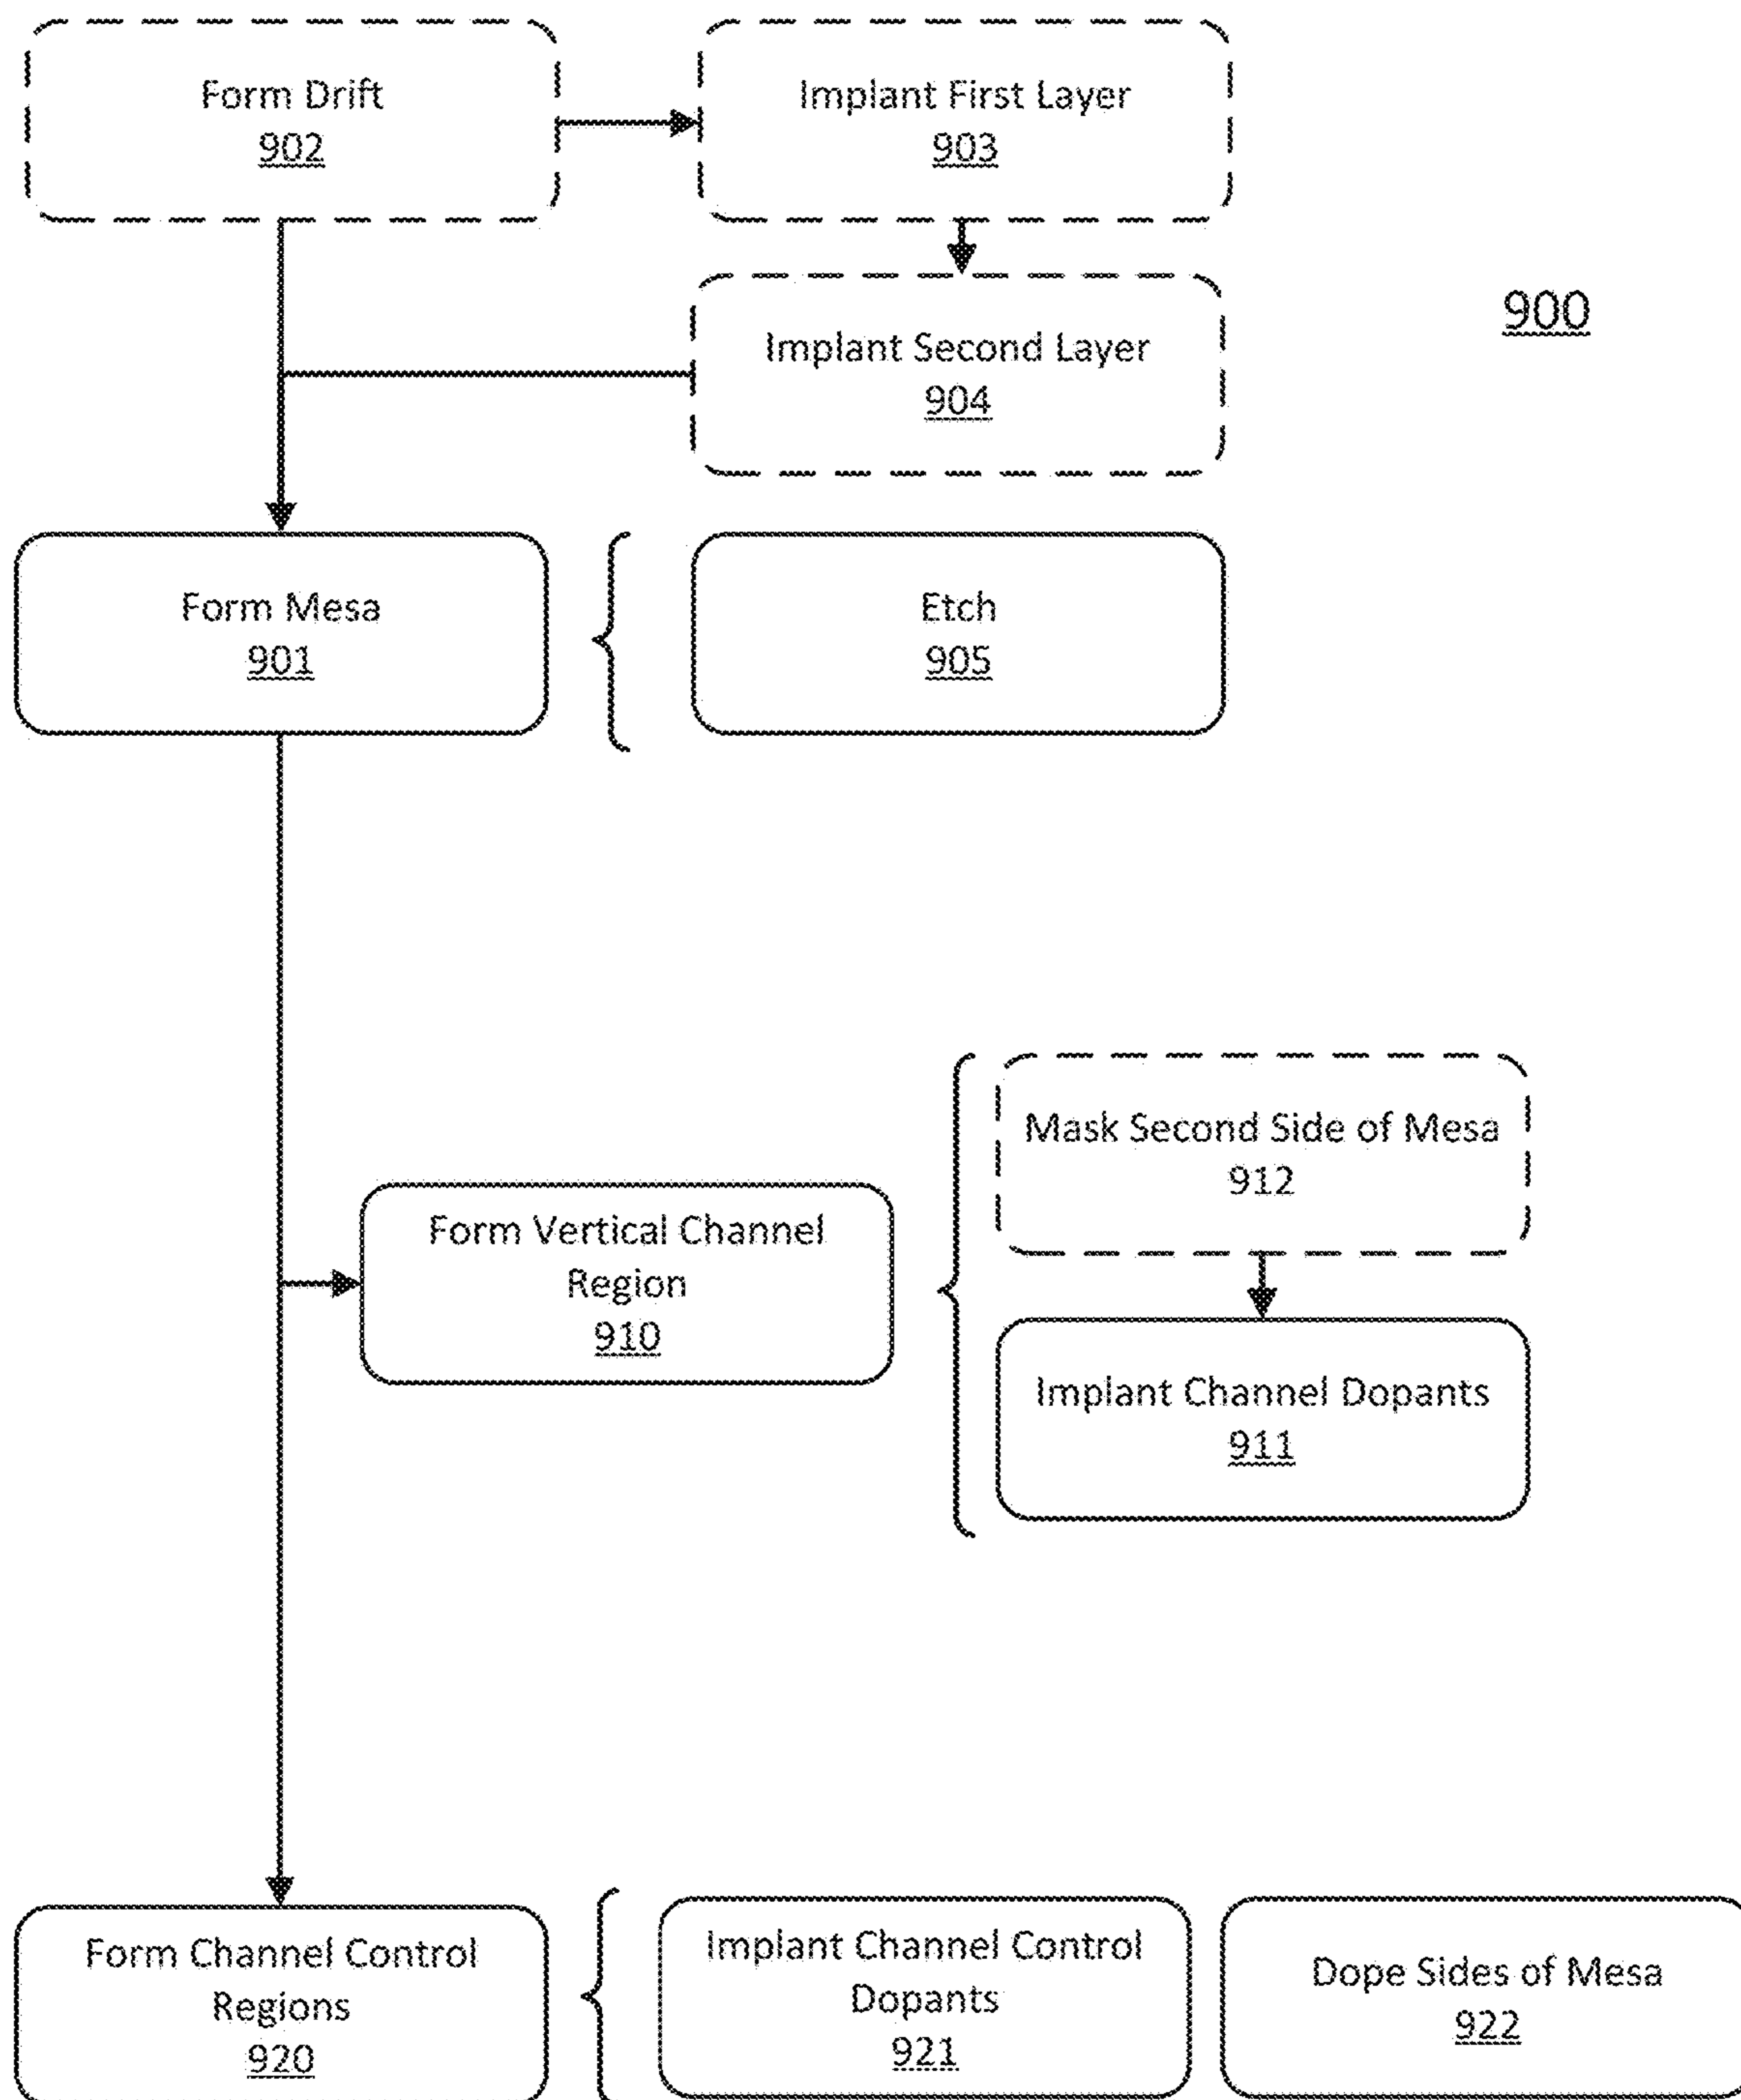 Form Drift
902
Implant First Layer
903
Implant Second Layer
904
900
Form Mesa
901
Etch
905
Mask Second Side of Mesa
912
Form Vertical Channel
Region
910
Implant Channel Dopants
911
Form Channel Control
Regions
920
Implant Channel Control
Dopants
921
Dope Sides of Mesa
922